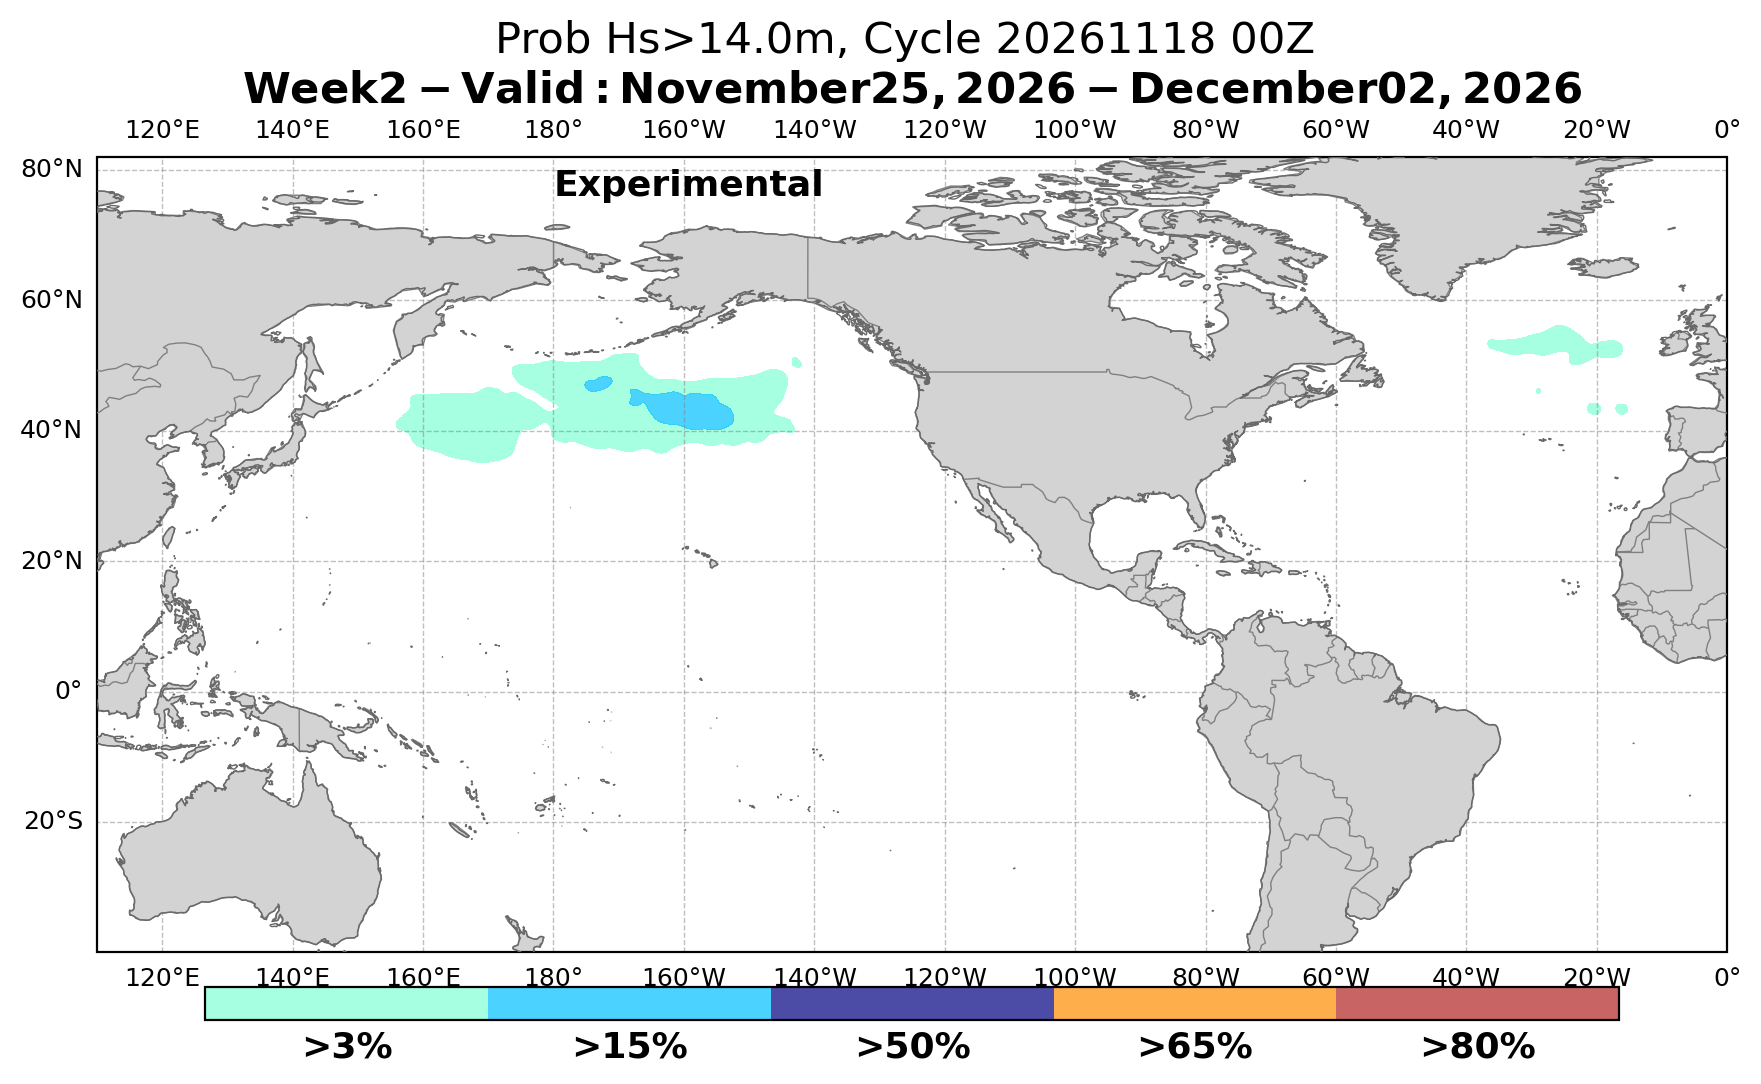 Prob Hs>14.0m, Cycle 20261118 00Z
Week2 − Valid : November25, 2026 − December02, 2026
120°E 140°E 160°E 180° 160°W 140°W 120°W 100°W 80°W 60°W 40°W 20°W 0°
80°N
Experimental
60°N
40°N
20°N
0°
20°S
120°E 140°E 160°E 180° 160°W 140°W 120°W 100°W 80°W 60°W 40°W 20°W 0°
>3% >15% >50% >65% >80%